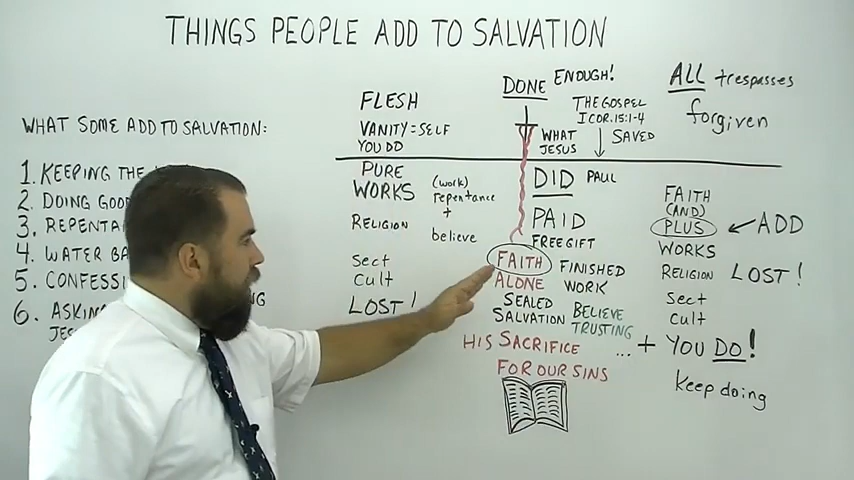 THINGS PEOPLE ADD TO SALVATION
WHAT SOME ADD TO SALVATION:
1. KEEPING THE
2. DOING GOO
3. REPENTA
4. WATER BA
5. CONFESSI
6. ASKING
FLESH
VANITY=SELF
YOU DO
PURE
WORKS
(work)
repentance
+
believe
RELIGION
Sect
Cult
LOST!
DONE ENOUGH!
THE GOSPEL
I COR.15:1-4
WHAT
JESUS
SAVED
DID PAUL
PAID
FREE GIFT
FAITH
ALONE
FINISHED
WORK
SEALED
SALVATION
BELIEVE
TRUSTING
HIS SACRIFICE
FOR OUR SINS
...
ALL trespasses
forgiven
FAITH
(AND)
PLUS ADD
WORKS
RELIGION LOST!
Sect
Cult
+ YOU DO!
Keep doing